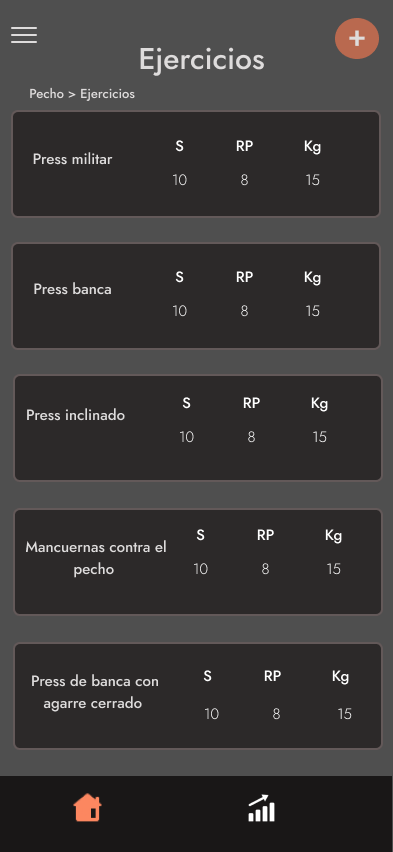 Ejercicios
+
Pecho > Ejercicios
S RP Kg
Press militar
10 8 15
S RP Kg
Press banca
10 8 15
S RP Kg
Press inclinado
10 8 15
S RP Kg
Mancuernas contra el
pecho
10 8 15
S RP Kg
Press de banca con
agarre cerrado
10 8 15